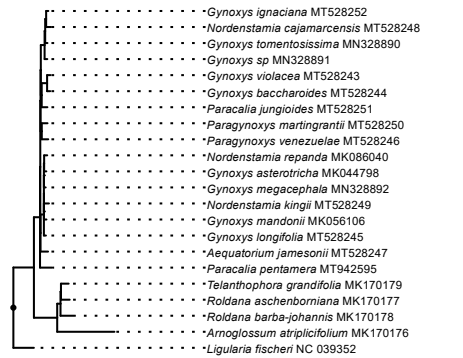 Gynoxys ignaciana MT528252
Nordenstamia cajamarcensis MT528248
Gynoxys tomentosissima MN328890
Gynoxys sp MN328891
Gynoxys violacea MT528243
Gynoxys baccharoides MT528244
Paracalia jungioides MT528251
Paragynoxys martingrantii MT528250
Paragynoxys venezuelae MT528246
Nordenstamia repanda MK086040
Gynoxys asterotricha MK044798
Gynoxys megacephala MN328892
Nordenstamia kingii MT528249
Gynoxys mandonii MK056106
Gynoxys longifolia MT528245
Aequatorium jamesonii MT528247
Paracalia pentamera MT942595
Telanthophora grandifolia MK170179
Roldana aschenborniana MK170177
Roldana barba-johannis MK170178
Arnoglossum atriplicifolium MK170176
Ligularia fischeri NC 039352